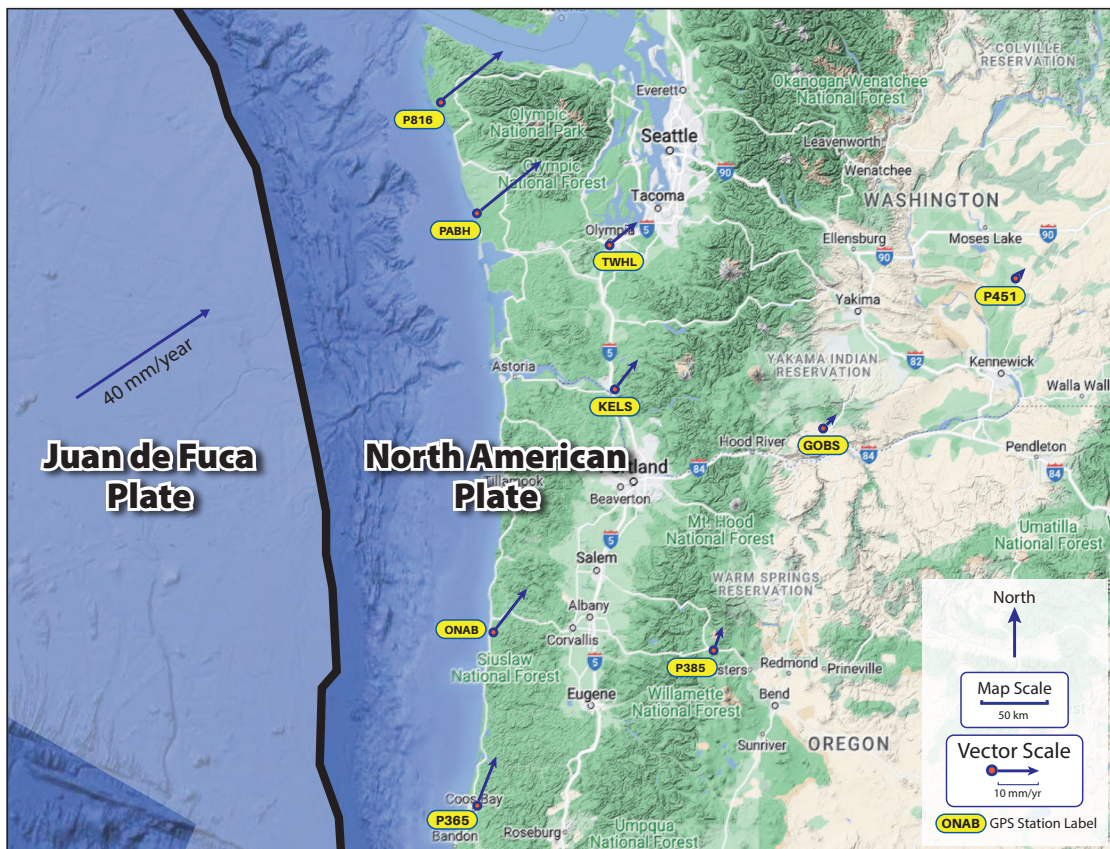 COLVILLE
RESERVATION
Okanogan-Wenatchee
National Forest
Everett
P816
Olympic
National Park
Seattle
Leavenworth
Wenatchee
Olympic
National Forest
90
Tacoma
WASHINGTON
PABH
Olympia
5
TWHL
Ellensburg
90
Moses Lake
90
P451
Yakima
40 mm/year
5
YAKAMA INDIAN
RESERVATION
82
Kennewick
Astoria
KELS
Walla Wall
GOBS
Hood River
84
84
Pendleton
84
Juan de Fuca
Plate
North American
Plate
tland
Tillamook
Beaverton
Mt. Hood
National Forest
5
Umatilla
National Forest
Salem
WARM SPRINGS
RESERVATION
North
Albany
ONAB
Corvallis
Siuslaw
National Forest
5
P385
sters
Redmond
Prineville
Map Scale
50 km
Eugene
Willamette
National Forest
Bend
Sunriver
OREGON
Vector Scale
10 mm/yr
Coos Bay
P365
Bandon
Roseburg
Umpqua
National Forest
ONAB GPS Station Label